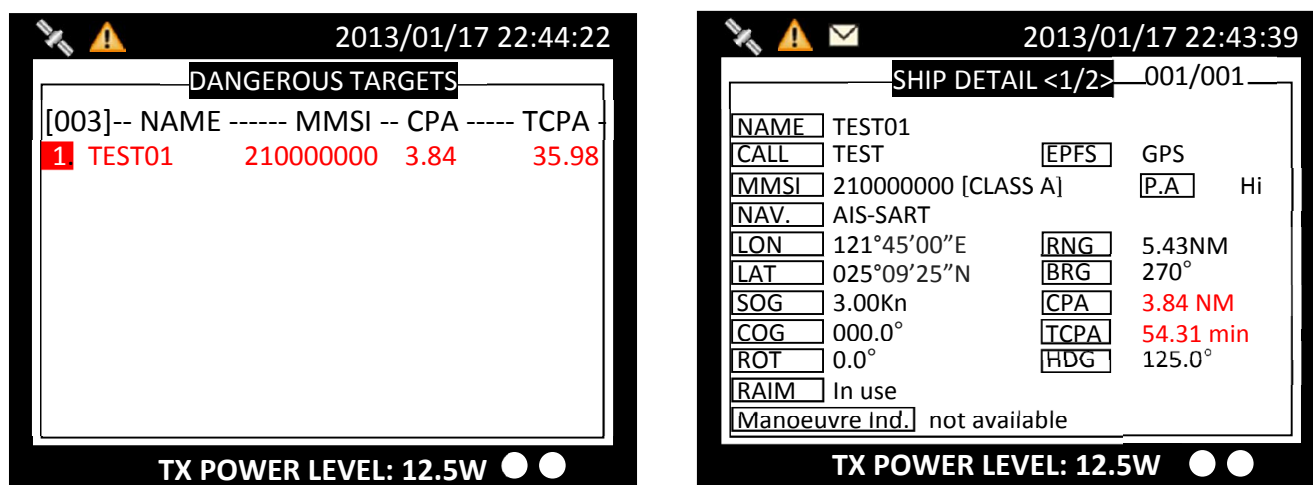 2013/01/17 22:44:22
DANGEROUS TARGETS
[003]-- NAME ------ MMSI -- CPA ----- TCPA -
1. TEST01 210000000 3.84 35.98
TX POWER LEVEL: 12.5W
2013/01/17 22:43:39
SHIP DETAIL <1/2> 001/001
NAME TEST01
CALL TEST EPFS GPS
MMSI 210000000 [CLASS A] P.A Hi
NAV. AIS-SART
LON 121°45′00″E RNG 5.43NM
LAT 025°09′25″N BRG 270°
SOG 3.00Kn CPA 3.84 NM
COG 000.0° TCPA 54.31 min
ROT 0.0° HDG 125.0°
RAIM In use
Manoeuvre Ind. not available
TX POWER LEVEL: 12.5W